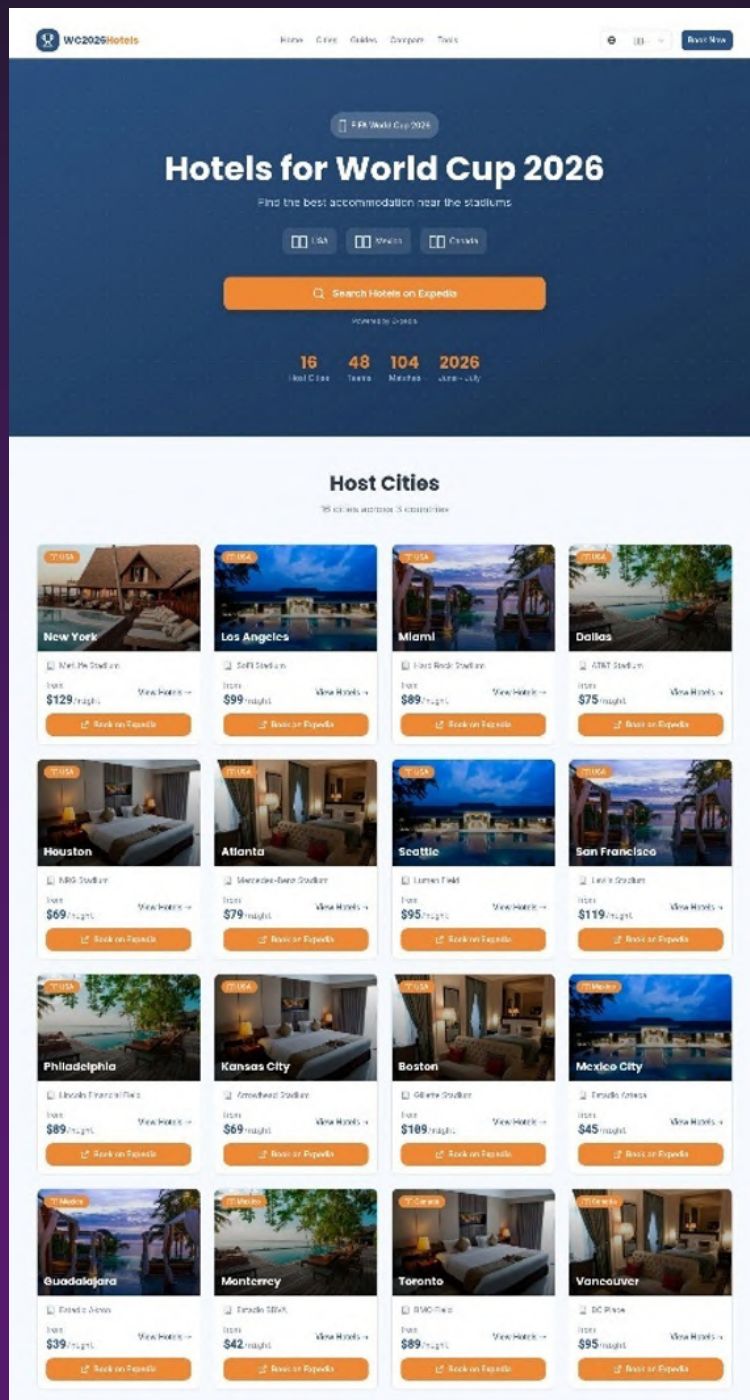 WC2026Hotels
Home Cities Guides Compare Tools
Book Now
FIFA World Cup 2026
Hotels for World Cup 2026
Find the best accommodation near the stadiums
USA Mexico Canada
Search Hotels on Expedia
Powered by Expedia
16 48 104 2026
Host Cities Teams Matches June - July
Host Cities
16 cities across 3 countries
USA USA USA USA
New York Los Angeles Miami Dallas
MetLife Stadium SoFi Stadium Hard Rock Stadium AT&T Stadium
from from from from
$129/night View Hotels → $99/night View Hotels → $89/night View Hotels → $75/night View Hotels →
Book on Expedia Book on Expedia Book on Expedia Book on Expedia
USA USA USA USA
Houston Atlanta Seattle San Francisco
NRG Stadium Mercedes-Benz Stadium Lumen Field Levi's Stadium
from from from from
$69/night View Hotels → $79/night View Hotels → $95/night View Hotels → $119/night View Hotels →
Book on Expedia Book on Expedia Book on Expedia Book on Expedia
USA USA USA Mexico
Philadelphia Kansas City Boston Mexico City
Lincoln Financial Field Arrowhead Stadium Gillette Stadium Estadio Azteca
from from from from
$89/night View Hotels → $69/night View Hotels → $109/night View Hotels → $45/night View Hotels →
Book on Expedia Book on Expedia Book on Expedia Book on Expedia
Mexico Mexico Canada Canada
Guadalajara Monterrey Toronto Vancouver
Estadio Akron Estadio BBVA BMO Field BC Place
from from from from
$39/night View Hotels → $42/night View Hotels → $89/night View Hotels → $95/night View Hotels →
Book on Expedia Book on Expedia Book on Expedia Book on Expedia